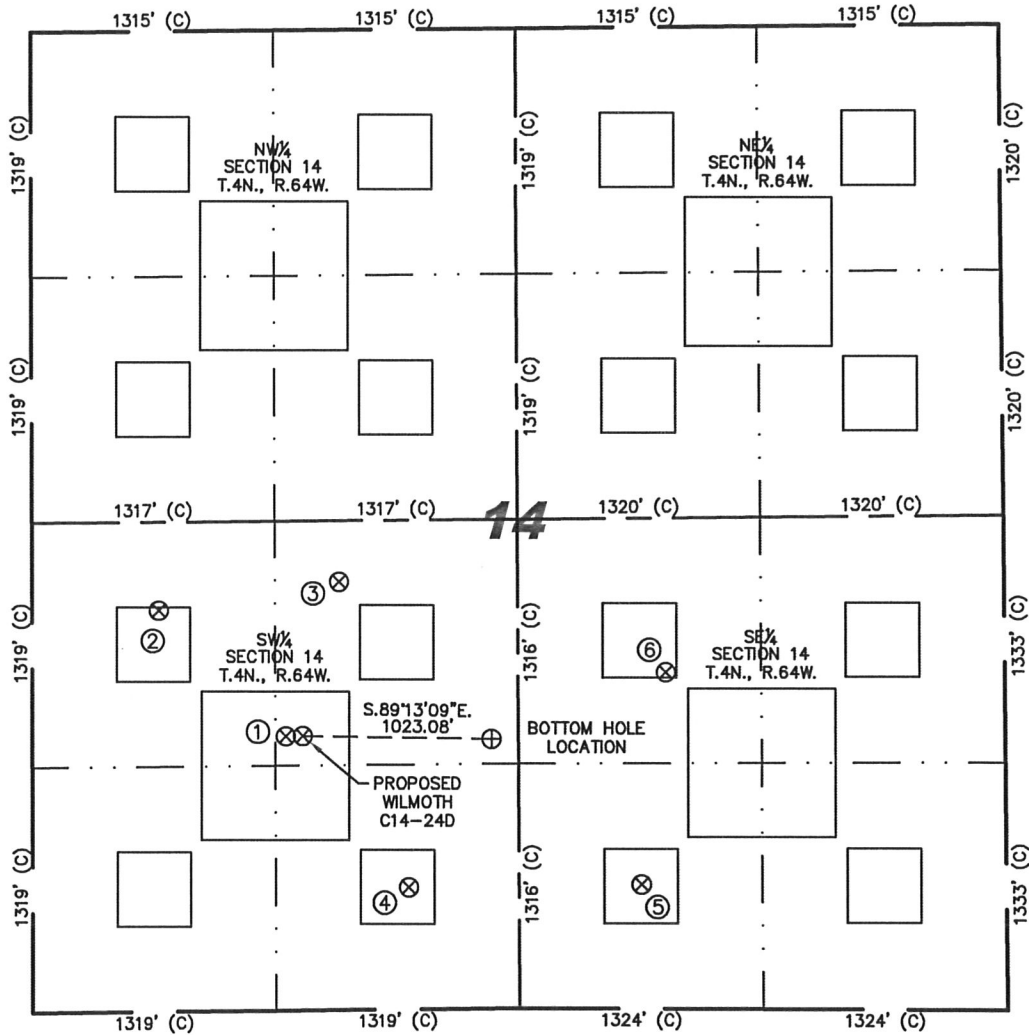 1315' (C)
1315' (C)
1315' (C)
1315' (C)
1319' (C)
1319' (C)
1320' (C)
NW¼
SECTION 14
T.4N., R.64W.
NE¼
SECTION 14
T.4N., R.64W.
1319' (C)
1319' (C)
1320' (C)
1317' (C)
1317' (C)
14
1320' (C)
1320' (C)
3
2
1319' (C)
SW¼
SECTION 14
T.4N., R.64W.
1316' (C)
6
SE¼
SECTION 14
T.4N., R.64W.
1333' (C)
1
S.89°13'09"E.
1023.08'
BOTTOM HOLE
LOCATION
PROPOSED
WILMOTH
C14-24D
1319' (C)
4
1316' (C)
5
1333' (C)
1319' (C)
1319' (C)
1324' (C)
1324' (C)